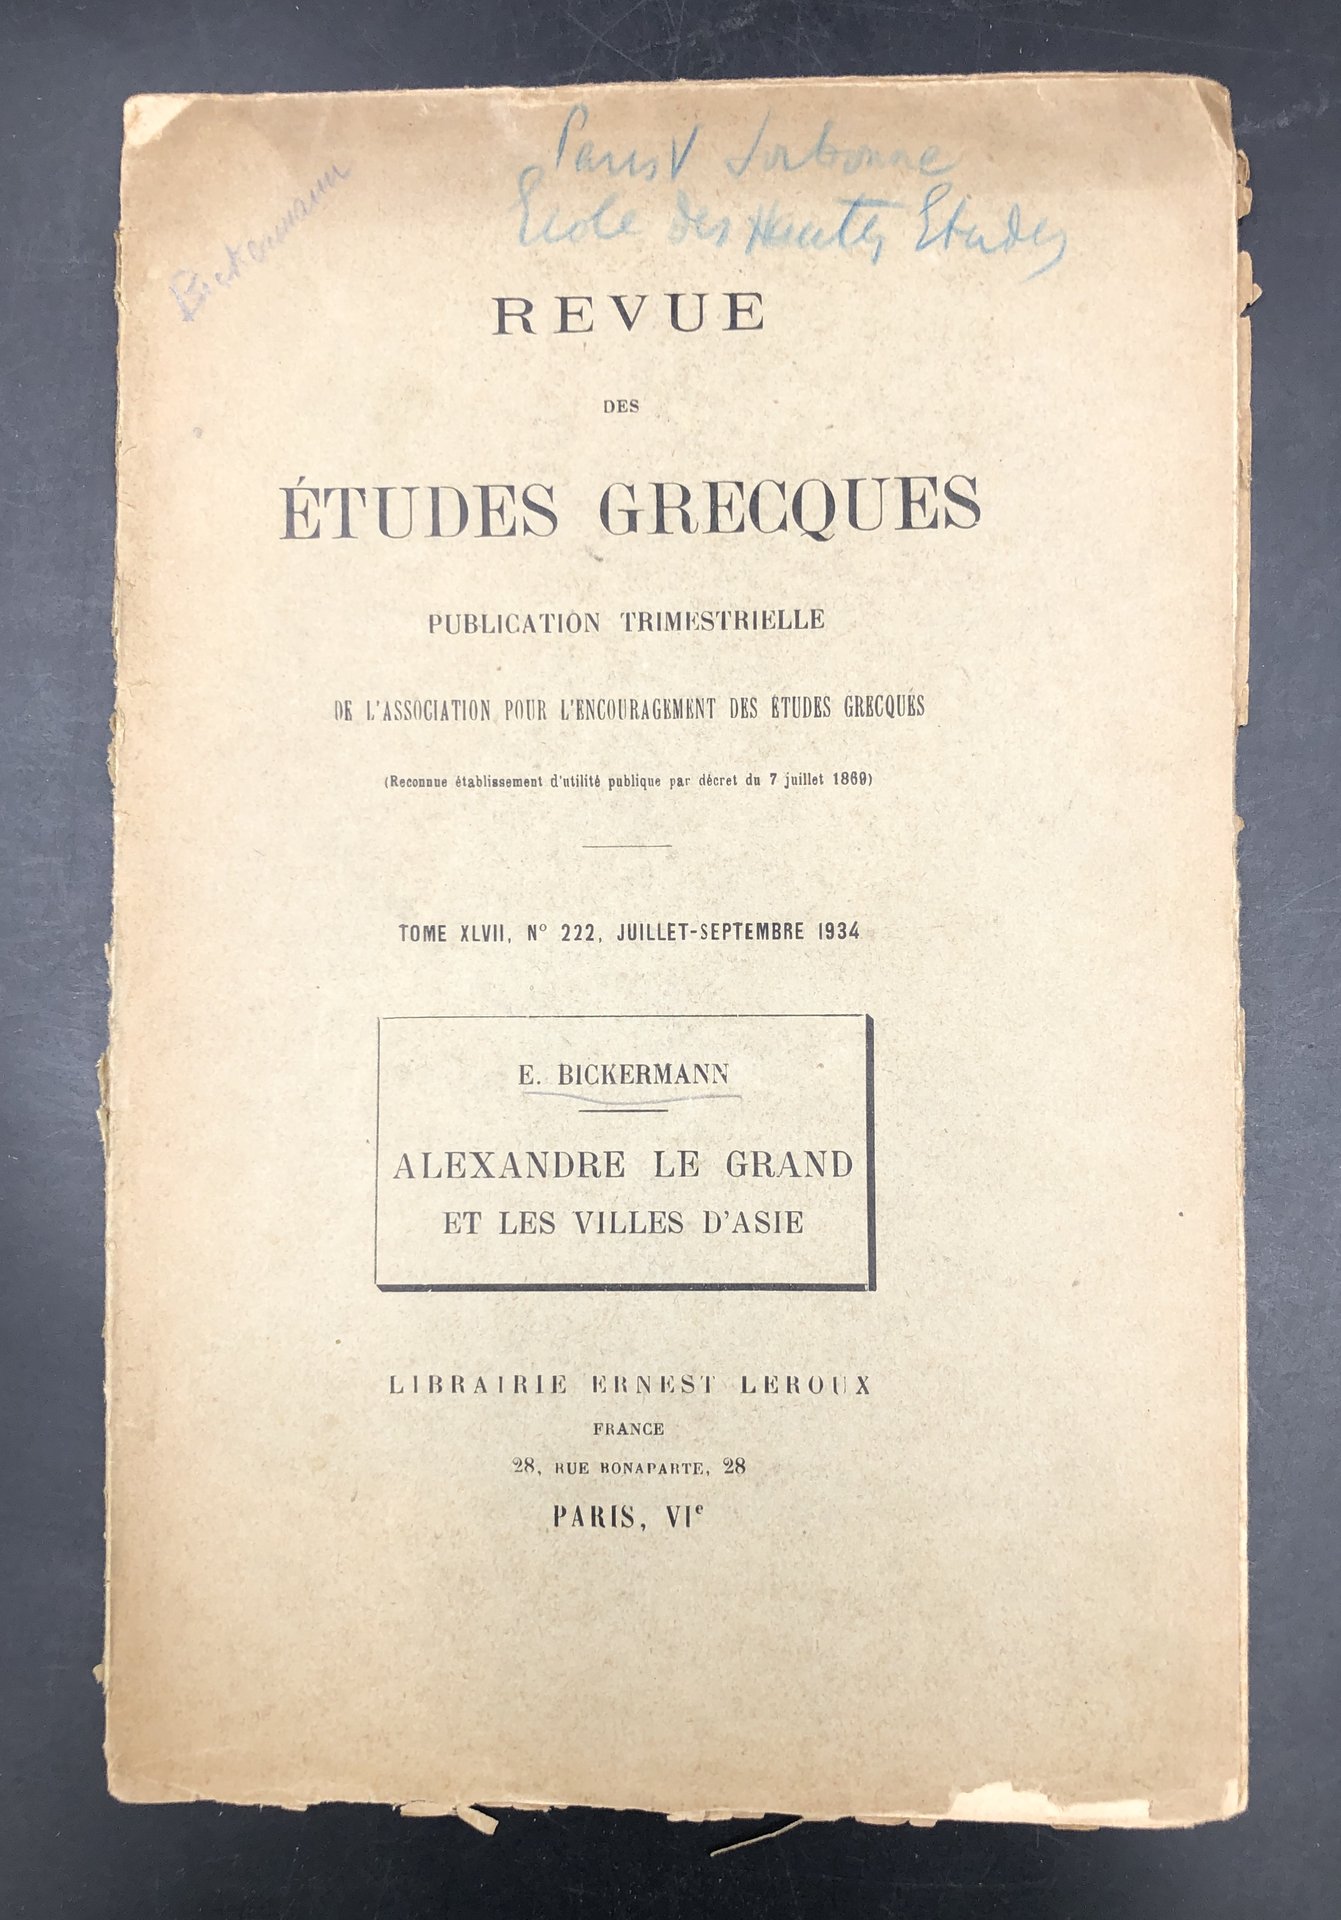 Paris V Sorbonne
Ecole des Hautes Etudes
Bickermann
REVUE
DES
ÉTUDES GRECQUES
PUBLICATION TRIMESTRIELLE
DE L'ASSOCIATION POUR L'ENCOURAGEMENT DES ÉTUDES GRECQUES
(Reconnue établissement d'utilité publique par décret du 7 juillet 1869)
TOME XLVII, N° 222, JUILLET-SEPTEMBRE 1934
E. BICKERMANN
ALEXANDRE LE GRAND
ET LES VILLES D'ASIE
LIBRAIRIE ERNEST LEROUX
FRANCE
28, RUE BONAPARTE, 28
PARIS, VIe